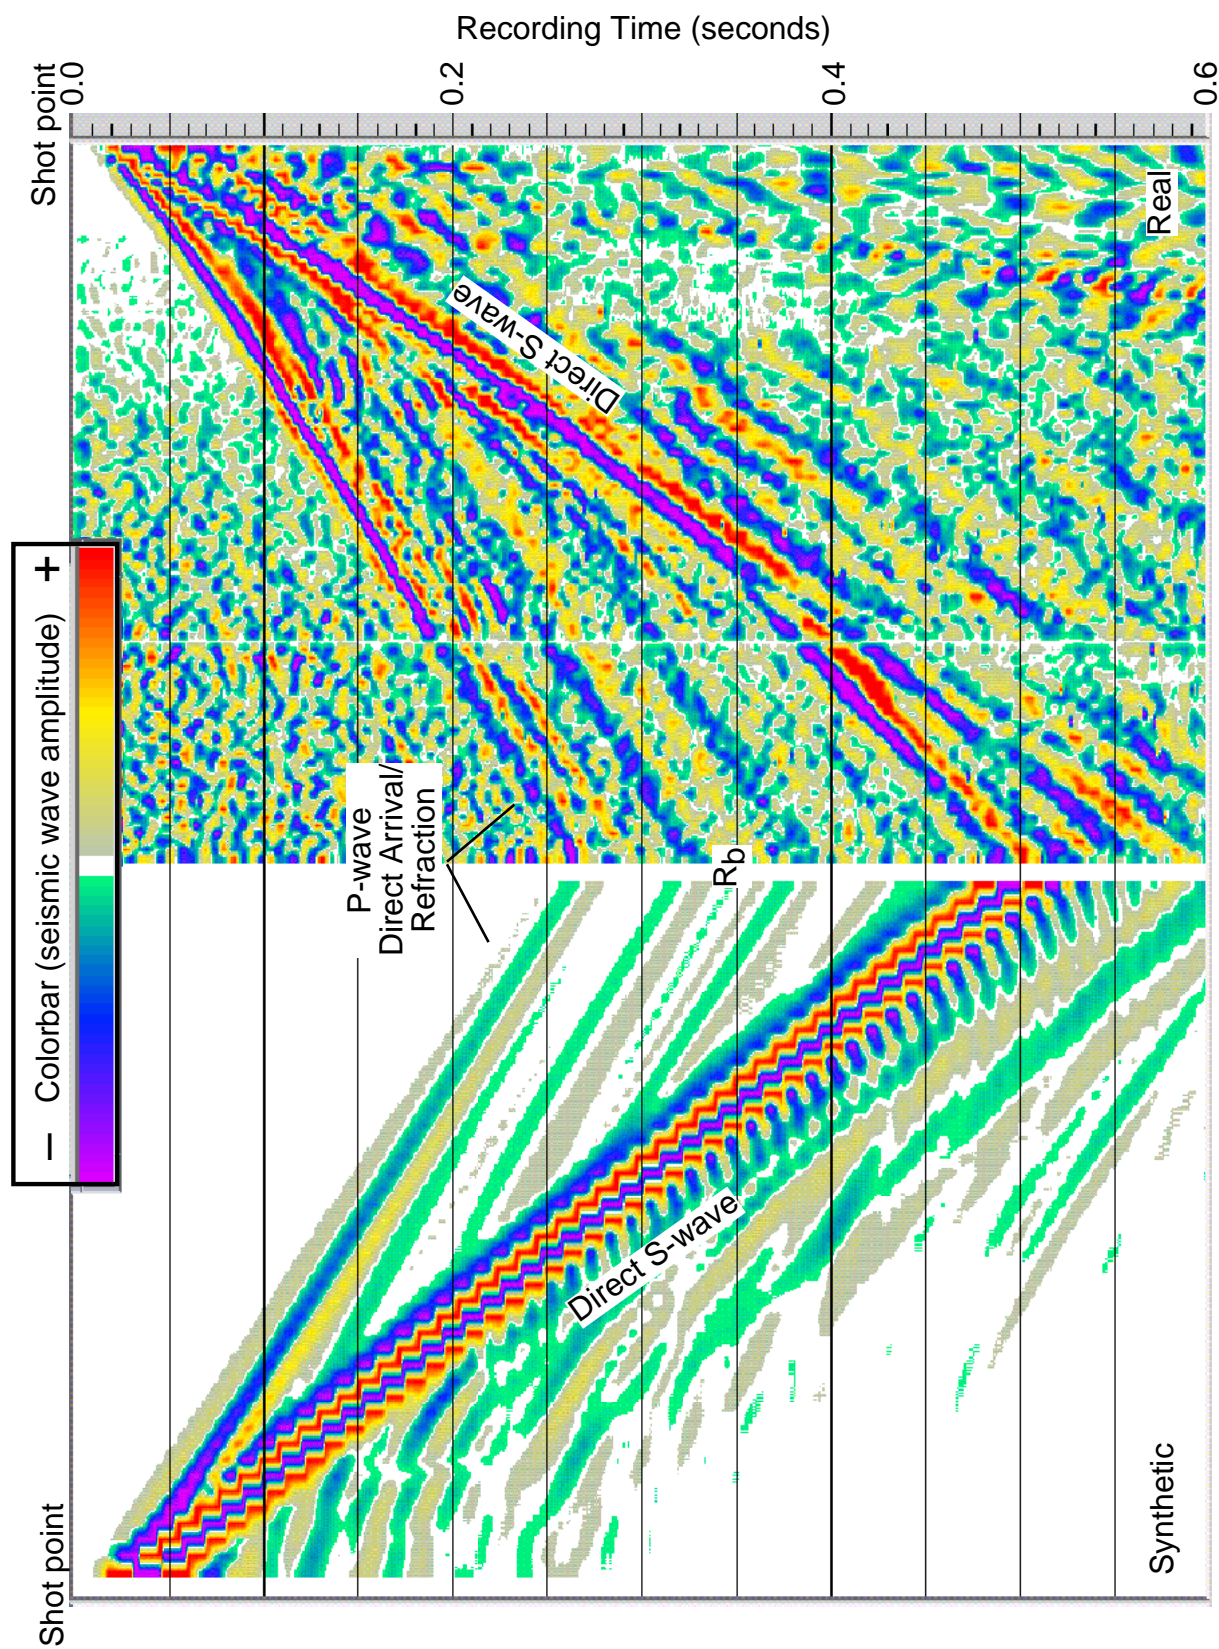 Recording Time (seconds)
0.0
0.2
0.4
0.6
Shot point
Real
Direct S-wave
− Colorbar (seismic wave amplitude) +
P-wave
Direct Arrival/
Refraction
Rb
Direct S-wave
Synthetic
Shot point